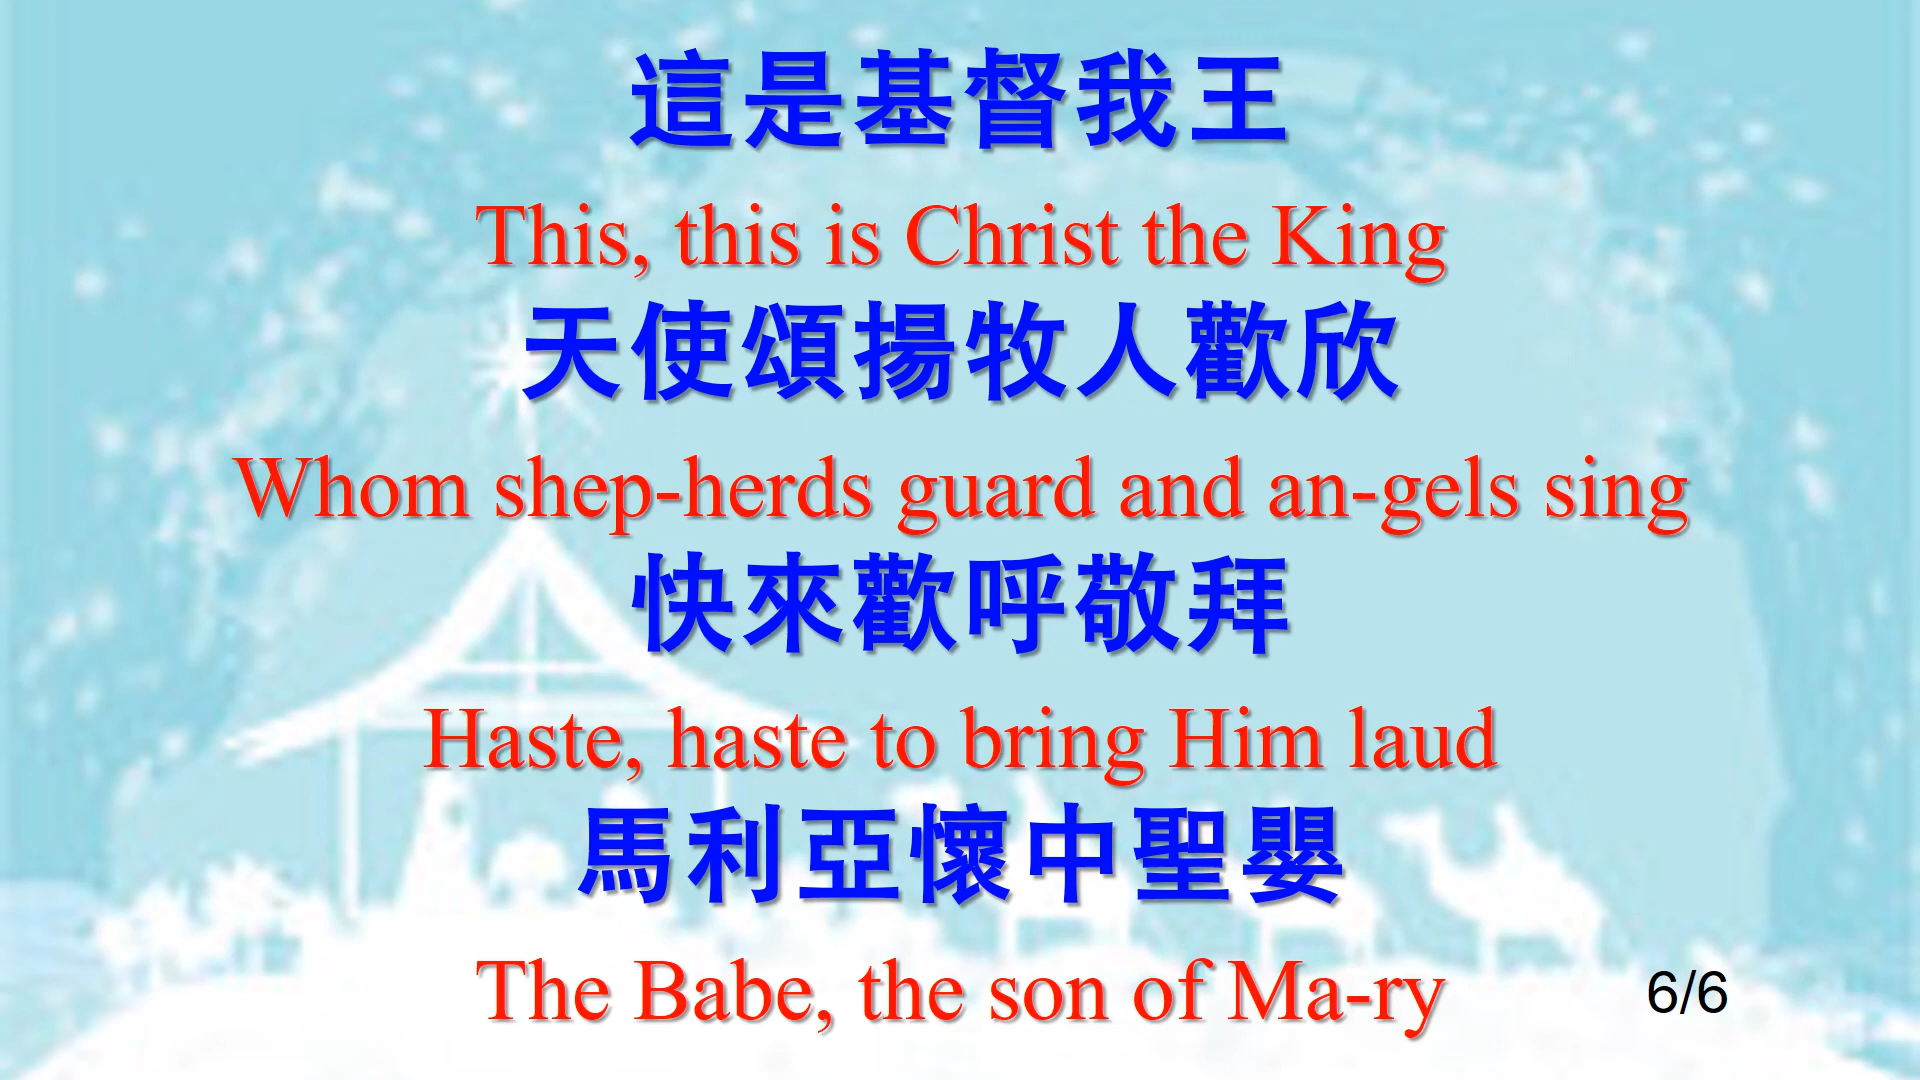 這是基督我王
This, this is Christ the King
天使頌揚牧人歡欣
Whom shep-herds guard and an-gels sing
快來歡呼敬拜
Haste, haste to bring Him laud
馬利亞懷中聖嬰
The Babe, the son of Ma-ry
6/6